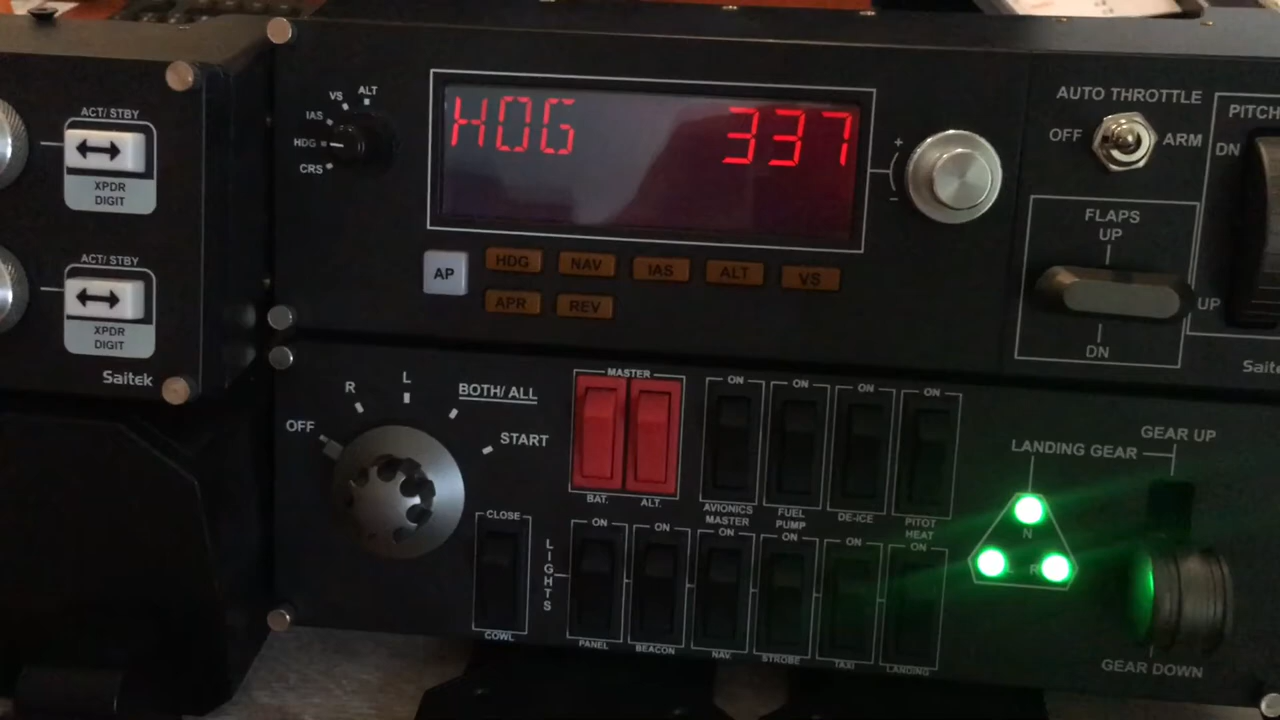 ACT/ STBY
XPDR
DIGIT
ACT/ STBY
XPDR
DIGIT
Saitek
ALT
VS
IAS
HDG
CRS
HDG 337
+
-
AP
HDG
NAV
IAS
ALT
VS
APR
REV
AUTO THROTTLE
OFF
ARM
FLAPS
UP
DN
PITCH
DN
UP
OFF
R
L
BOTH/ ALL
START
MASTER
BAT.
ALT.
ON
ON
ON
ON
AVIONICS
MASTER
FUEL
PUMP
DE-ICE
PITOT
HEAT
CLOSE
COWL
LIGHTS
ON
ON
ON
ON
ON
ON
PANEL
BEACON
NAV.
STROBE
TAXI
LANDING
LANDING GEAR
GEAR UP
N
L
R
GEAR DOWN